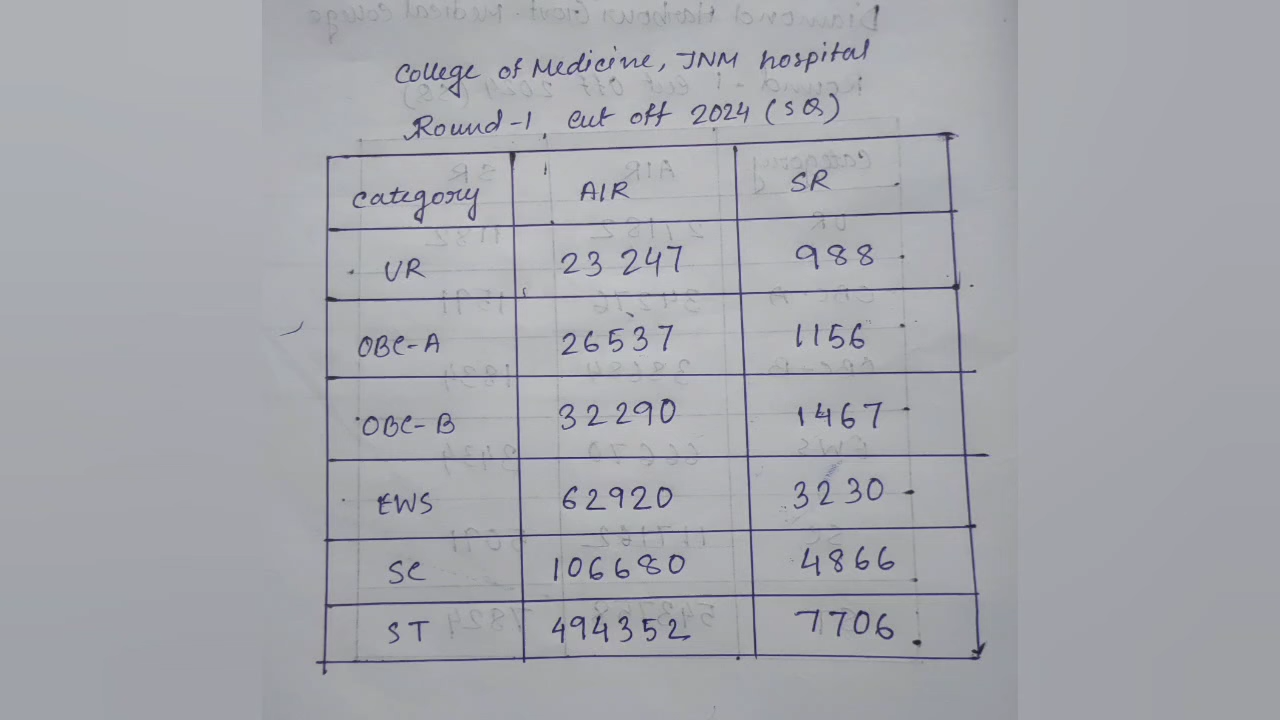 College of Medicine, JNM hospital
Round-1 Cut off 2024 (SQ)
Category AIR SR
UR 23247 988
OBC-A 26537 1156
OBC-B 32290 1467
EWS 62920 3230
SC 106680 4866
ST 494352 7706